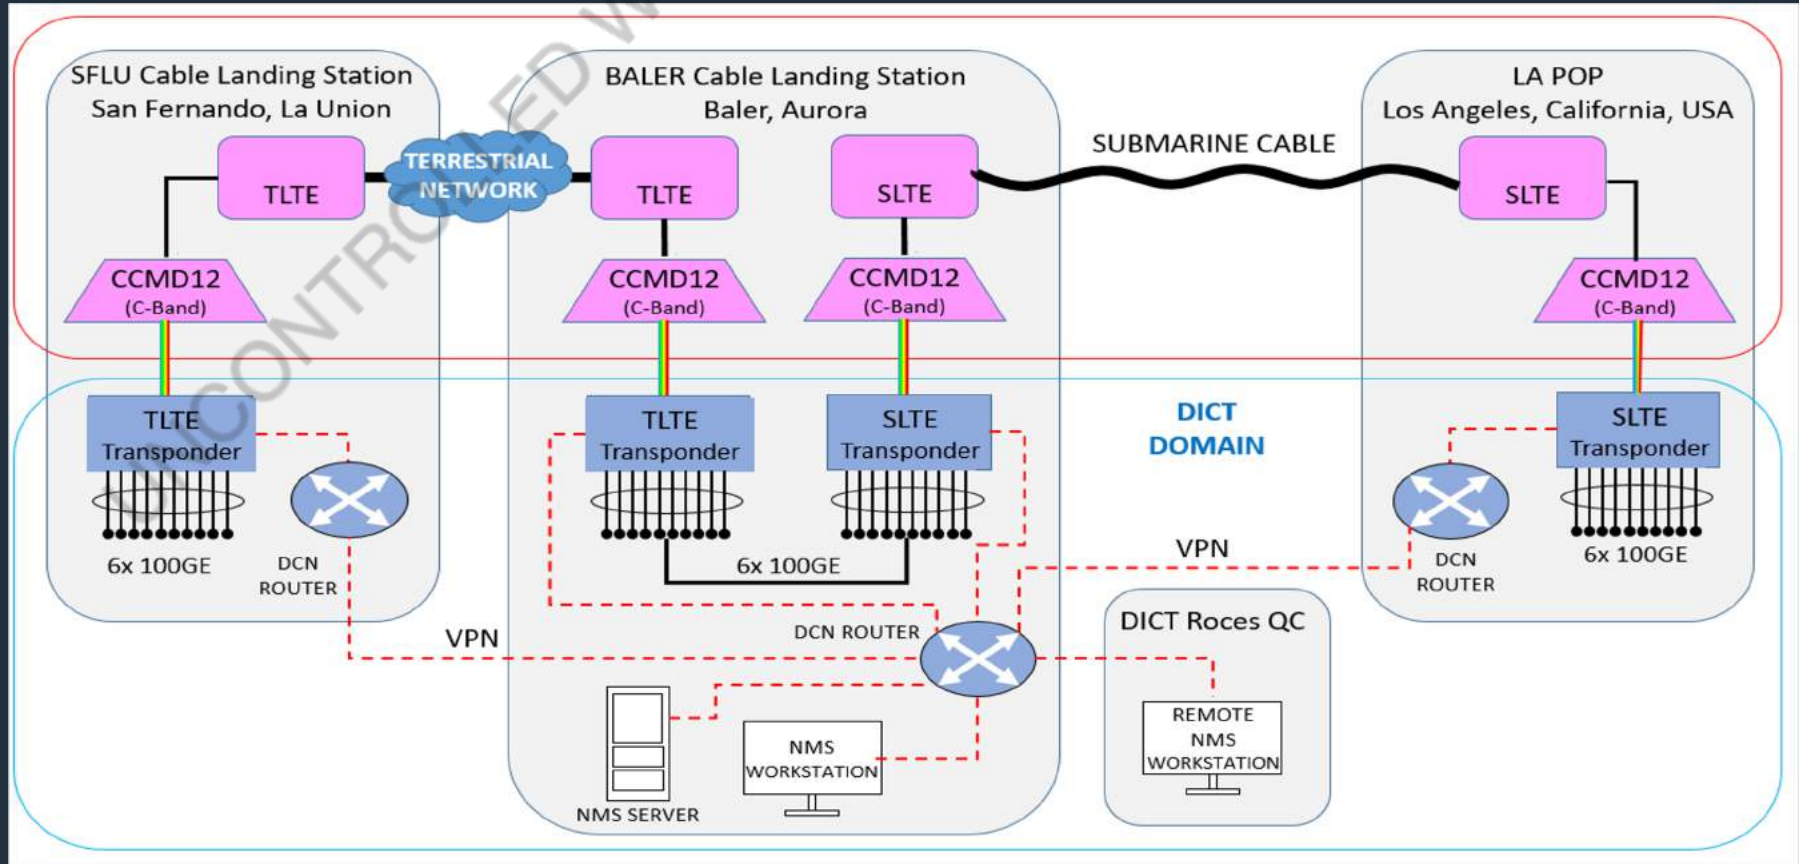 UNCONTROLLED W
SFLU Cable Landing Station
San Fernando, La Union
BALER Cable Landing Station
Baler, Aurora
LA POP
Los Angeles, California, USA
TLTE
TERRESTRIAL
NETWORK
TLTE
SLTE
SUBMARINE CABLE
SLTE
CCMD12
(C-Band)
CCMD12
(C-Band)
CCMD12
(C-Band)
CCMD12
(C-Band)
TLTE
Transponder
TLTE
Transponder
SLTE
Transponder
DICT
DOMAIN
SLTE
Transponder
6x 100GE
DCN
ROUTER
6x 100GE
VPN
DCN
ROUTER
6x 100GE
VPN
DCN ROUTER
DICT Roces QC
NMS SERVER
NMS
WORKSTATION
REMOTE
NMS
WORKSTATION